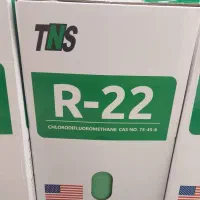 TNS
R-22
CHLORODIFLUOROMETHANE CAS NO. 75-45-6